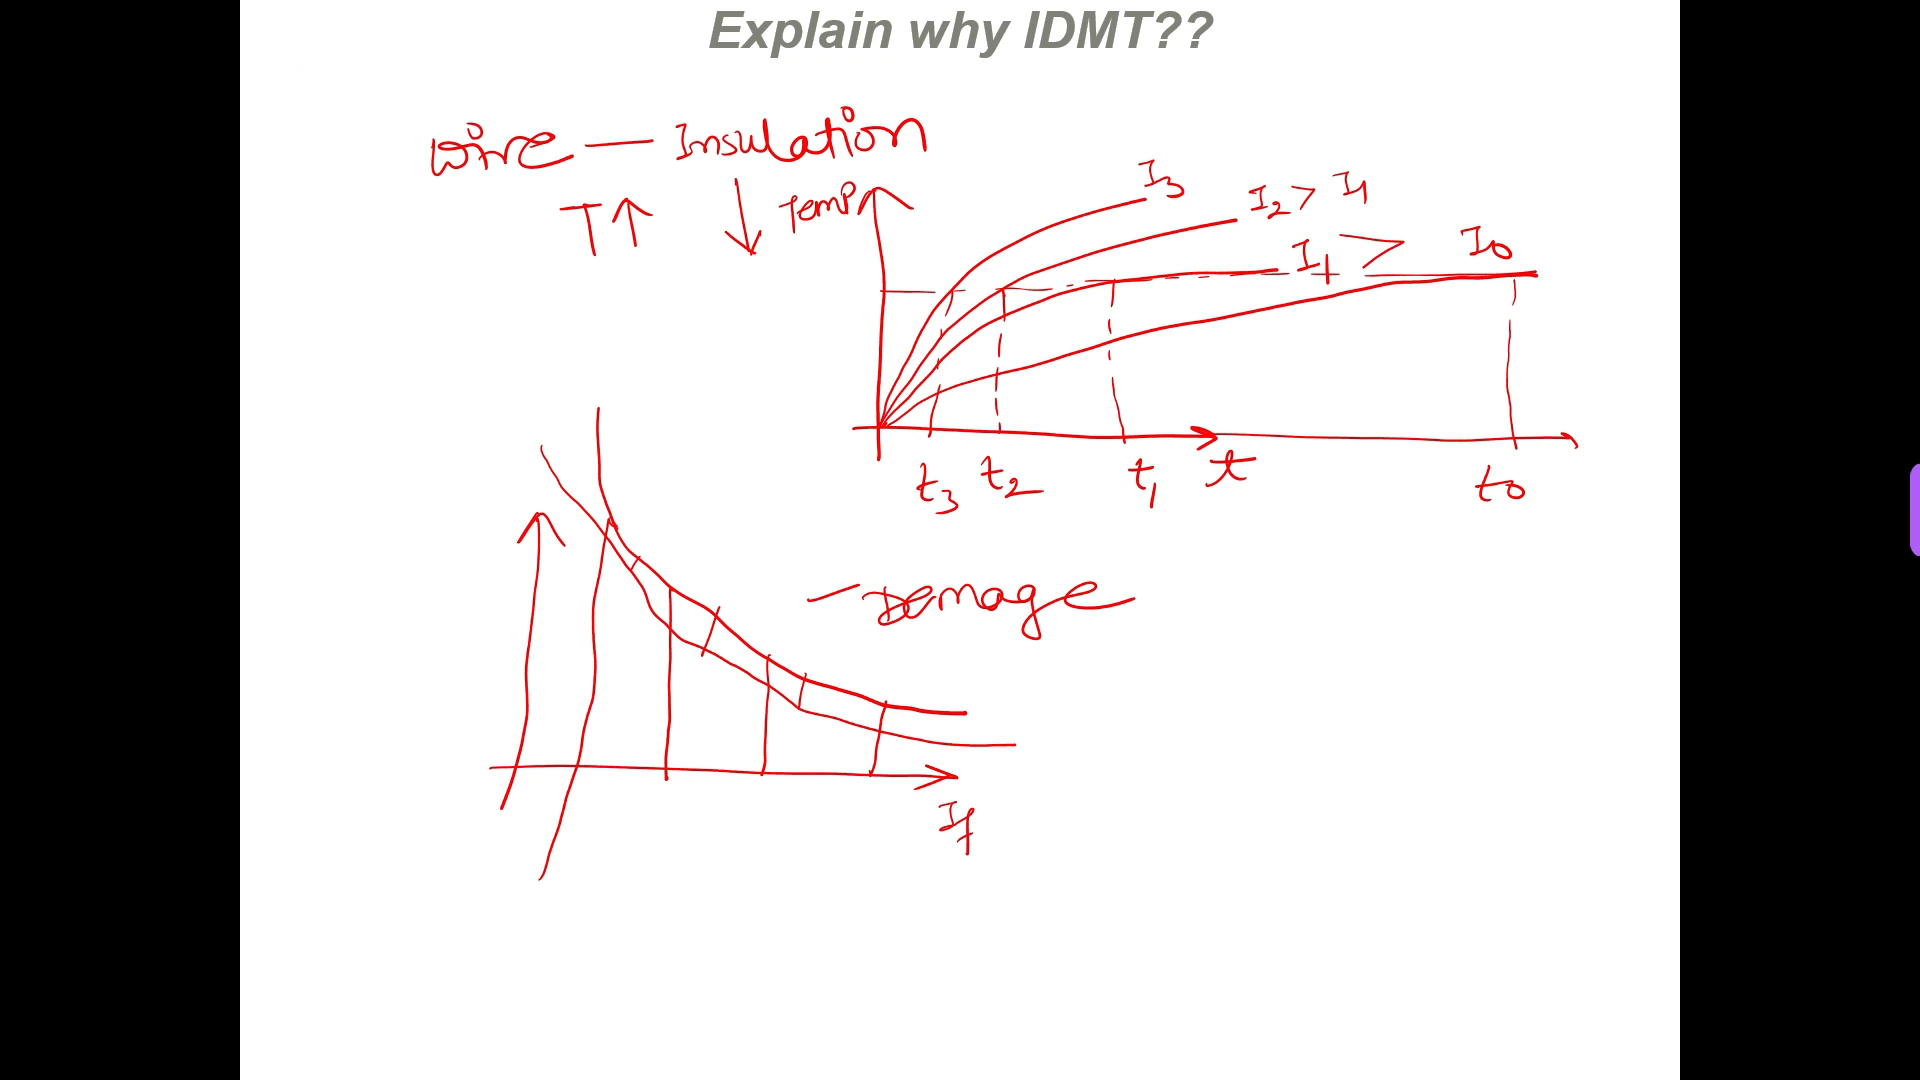 Explain why IDMT??
wire — Insulation
T↑ ↓
Temp
I3
I2 > I1
I1 > I0
t3 t2 t1 t t0
Damage
If